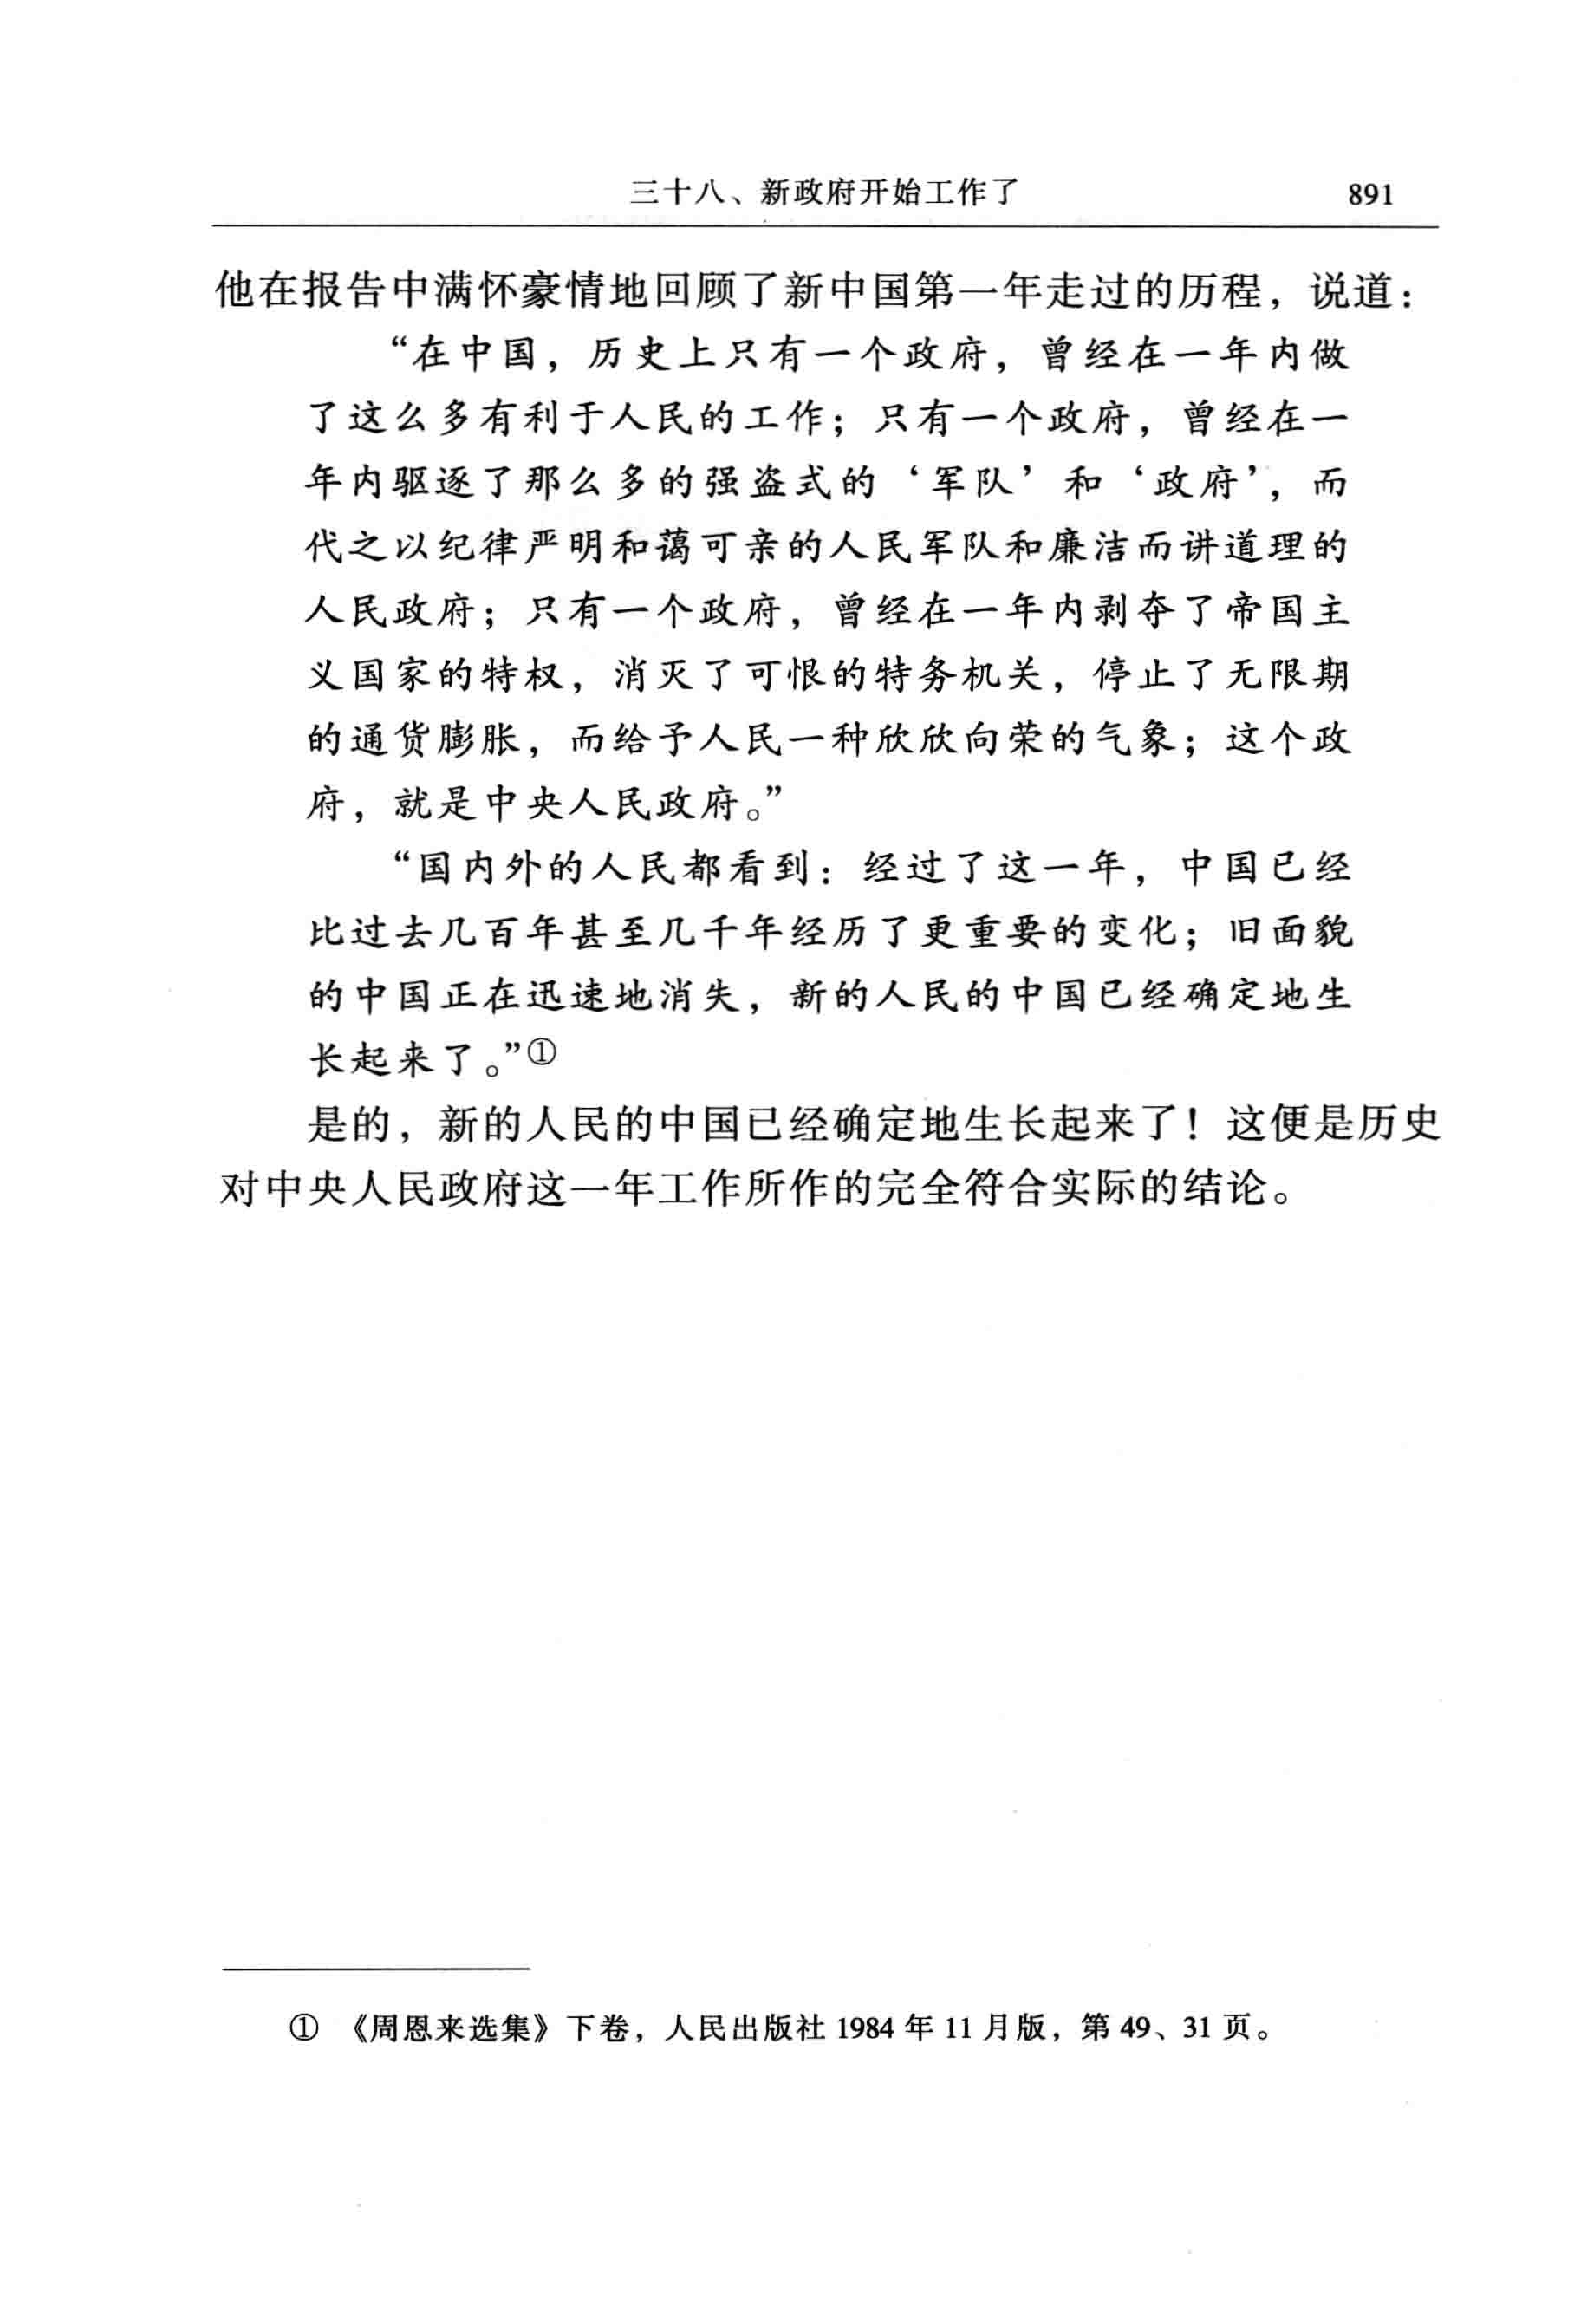 三十八、新政府开始工作了 891
他在报告中满怀豪情地回顾了新中国第一年走过的历程，说道：
“在中国，历史上只有一个政府，曾经在一年内做
了这么多有利于人民的工作；只有一个政府，曾经在一
年内驱逐了那么多的强盗式的‘军队’和‘政府’，而
代之以纪律严明和蔼可亲的人民军队和廉洁而讲道理的
人民政府；只有一个政府，曾经在一年内剥夺了帝国主
义国家的特权，消灭了可恨的特务机关，停止了无限期
的通货膨胀，而给予人民一种欣欣向荣的气象；这个政
府，就是中央人民政府。”
“国内外的人民都看到：经过了这一年，中国已经
比过去几百年甚至几千年经历了更重要的变化；旧面貌
的中国正在迅速地消失，新的人民的中国已经确定地生
长起来了。”①
是的，新的人民的中国已经确定地生长起来了！这便是历史
对中央人民政府这一年工作所作的完全符合实际的结论。
① 《周恩来选集》下卷，人民出版社 1984 年 11 月版，第 49、31 页。